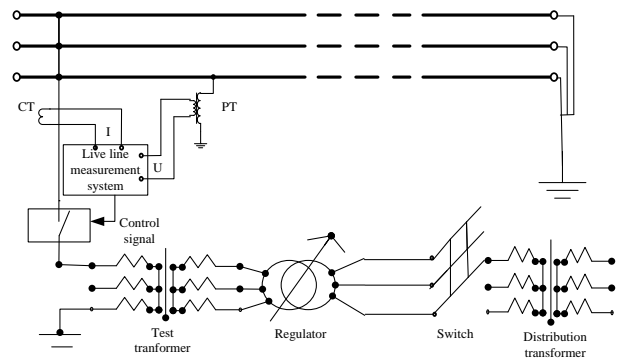 CT
PT
I
U
Live line
measurement
system
Control
signal
Test
tranformer
Regulator
Switch
Distribution
transformer